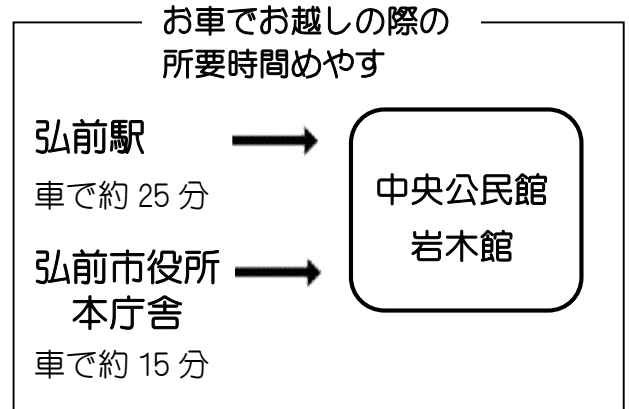 お車でお越しの際の
所要時間めやす
弘前駅
車で約 25 分
弘前市役所
本庁舎
車で約 15 分
中央公民館
岩木館